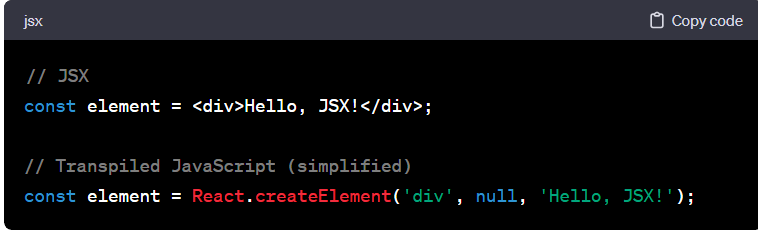 jsx
Copy code
// JSX
const element = <div>Hello, JSX!</div>;
// Transpiled JavaScript (simplified)
const element = React.createElement('div', null, 'Hello, JSX!');